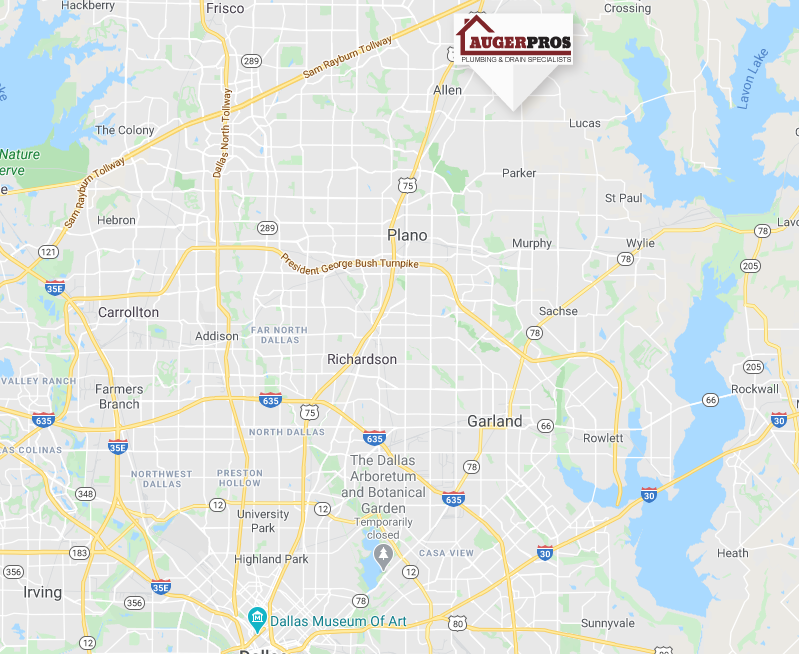 Hackberry
Frisco
Crossing
AUGERPROS
PLUMBING & DRAIN SPECIALISTS
289
Sam Rayburn Tollway
Lavon Lake
Allen
Dallas North Tollway
The Colony
Lucas
Nature
Sam Rayburn Tollway
Parker
75
St Paul
Hebron
289
Plano
78
Murphy
Wylie
121
78
President George Bush Turnpike
205
35E
Carrollton
Sachse
Addison
FAR NORTH
DALLAS
78
Richardson
205
VALLEY RANCH
Farmers
Branch
Rockwall
635
66
75
635
Garland
30
NORTH DALLAS
635
66
Rowlett
35E
The Dallas
Arboretum
and Botanical
Garden
Temporarily
closed
78
NORTHWEST
DALLAS
PRESTON
HOLLOW
348
635
30
12
12
University
Park
183
Highland Park
CASA VIEW
30
Heath
356
12
35E
Irving
356
78
Dallas Museum Of Art
80
Sunnyvale
12